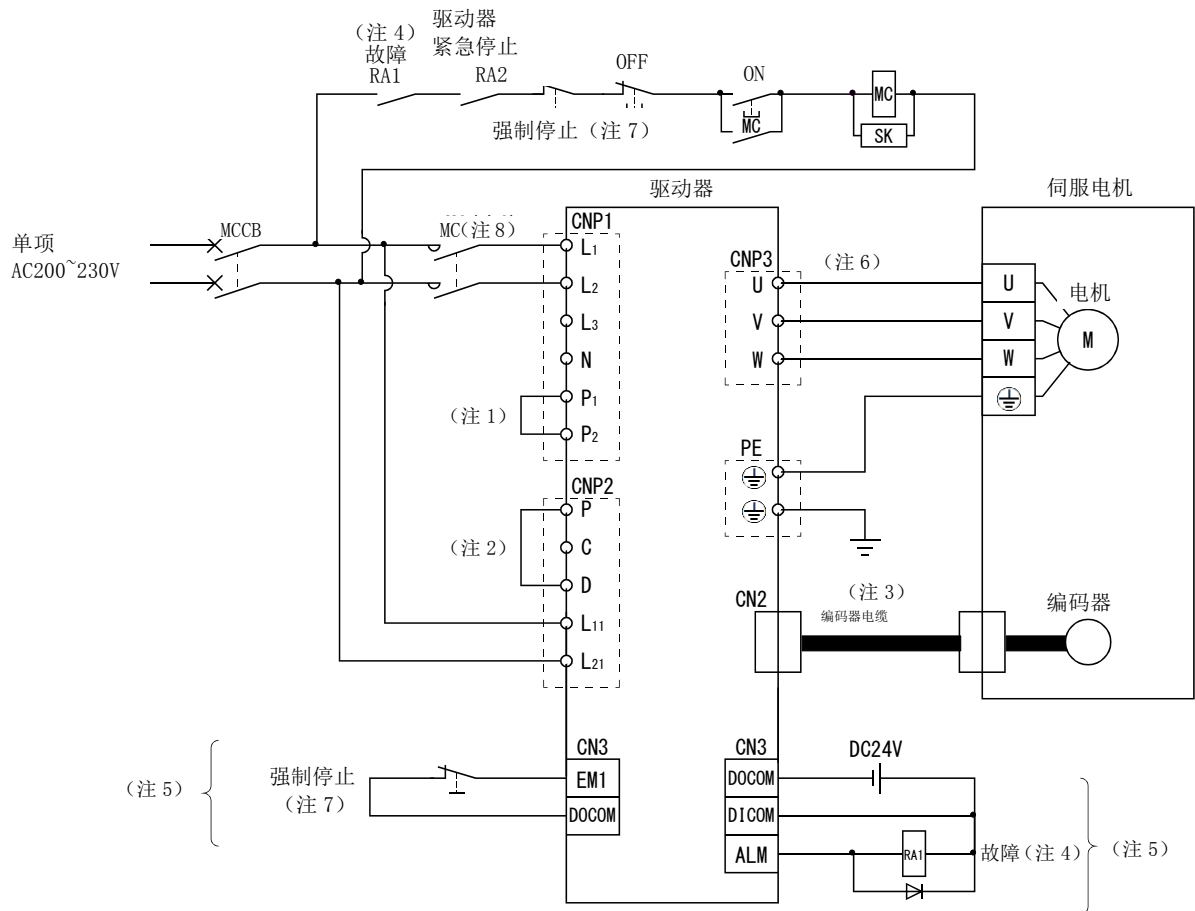 驱动器
（注 4）
紧急停止
故障
RA1
RA2
OFF
ON
MC
MC
SK
强制停止（注 7）
驱动器
伺服电机
单项
AC200~230V
MCCB
MC(注 8)
CNP1
L1
L2
L3
N
P1
P2
（注 1）
CNP3
U
V
W
（注 6）
U
V
W
电机
M
PE
CNP2
P
C
D
L11
L21
（注 2）
CN2
（注 3）
编码器电缆
编码器
（注 5）
强制停止
（注 7）
CN3
EM1
DOCOM
CN3
DOCOM
DICOM
ALM
DC24V
RA1
故障(注 4)
（注 5）